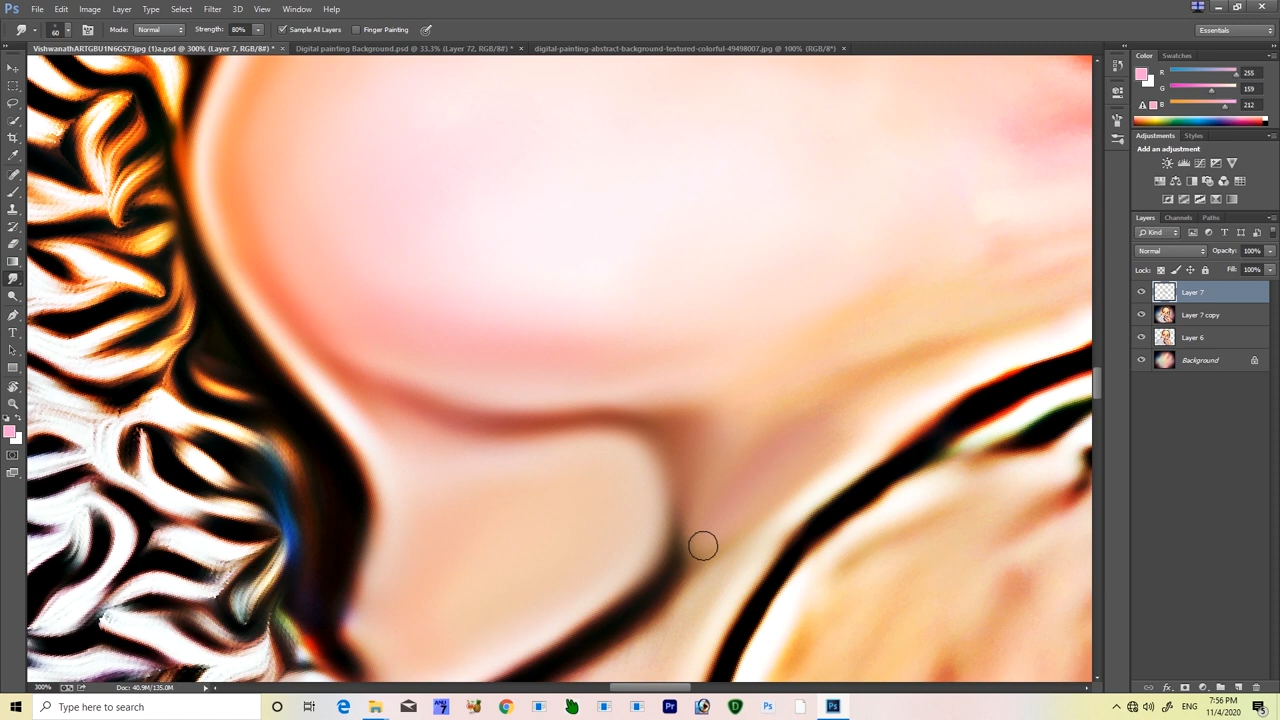 Ps File Edit Image Layer Type Select Filter 3D View Window Help
60 Mode: Normal Strength: 80% Sample All Layers Finger Painting Essentials
VishwanathARTGBU1N6GS73jpg (1)a.psd @ 300% (Layer 7, RGB/8#) * × Digital painting Background.psd @ 33.3% (Layer 72, RGB/8#) * × digital-painting-abstract-background-textured-colorful-49498007.jpg @ 100% (RGB/8*) ×
Color Swatches
R 255
G 159
B 212
Adjustments Styles
Add an adjustment
Layers Channels Paths
Kind
Normal Opacity: 100%
Lock: Fill: 100%
Layer 7
Layer 7 copy
Layer 6
Background
300% Doc: 40.9M/135.0M
Type here to search
ENG 7:56 PM
11/4/2020